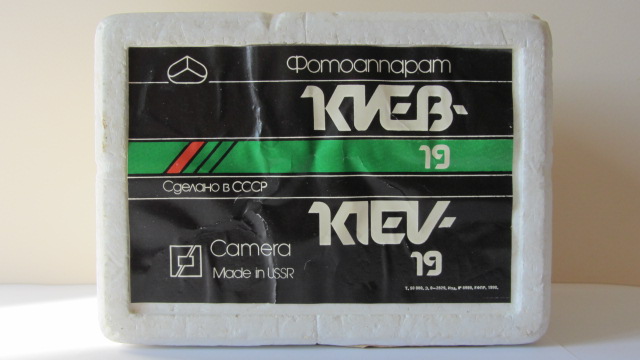 Фотоаппарат
КИЕВ-
19
Сделано в СССР
KIEV-
19
Camera
Made in USSR